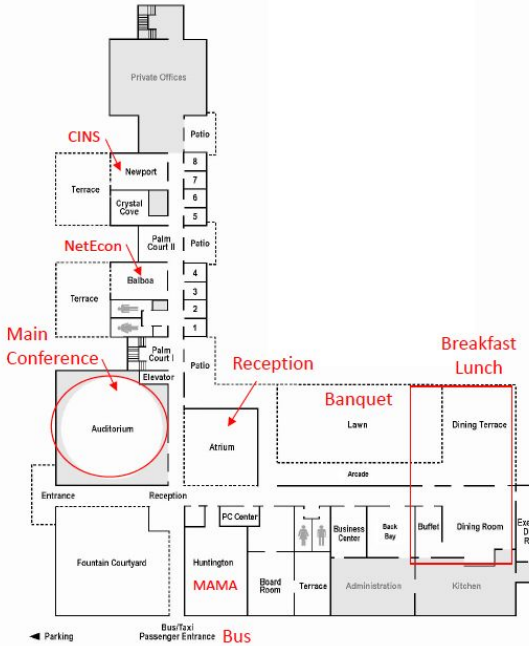 Private Offices
Patio
CINS
8
Newport
7
Terrace
6
Crystal
Cove
5
Palm
Court II
Patio
NetEcon
4
Balboa
3
Terrace
2
1
Main
Conference
Palm
Court I
Elevator
Patio
Reception
Breakfast
Lunch
Banquet
Auditorium
Atrium
Lawn
Dining Terrace
Arcade
Entrance
Reception
PC Center
Business
Center
Back
Bay
Buffet
Dining Room
Fountain Courtyard
Huntington
MAMA
Board
Room
Terrace
Administration
Kitchen
Bus/Taxi
Passenger Entrance
Bus
Parking